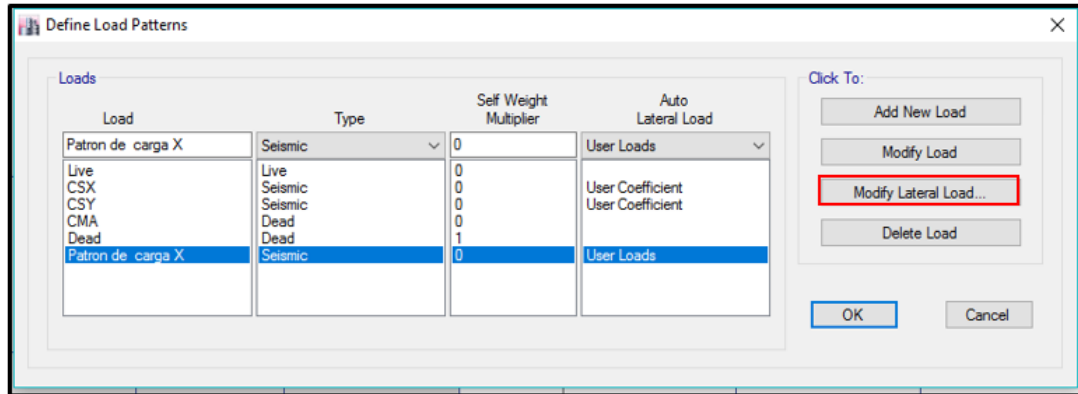 Define Load Patterns
Loads
Click To:
Load
Type
Self Weight
Multiplier
Auto
Lateral Load
Patron de  carga X Seismic 0 User Loads
Live Live 0
CSX Seismic 0 User Coefficient
CSY Seismic 0 User Coefficient
CMA Dead 0
Dead Dead 1
Patron de  carga X Seismic 0 User Loads
Add New Load
Modify Load
Modify Lateral Load...
Delete Load
OK
Cancel